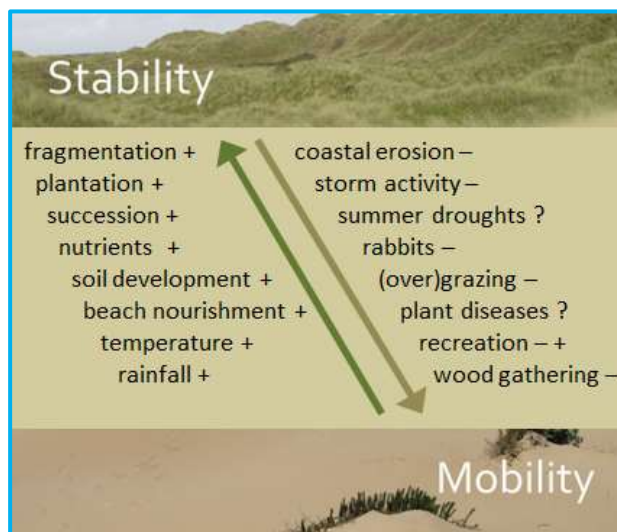 Stability
fragmentation +
plantation +
succession +
nutrients +
soil development +
beach nourishment +
temperature +
rainfall +
coastal erosion –
storm activity –
summer droughts ?
rabbits –
(over)grazing –
plant diseases ?
recreation – +
wood gathering –
Mobility